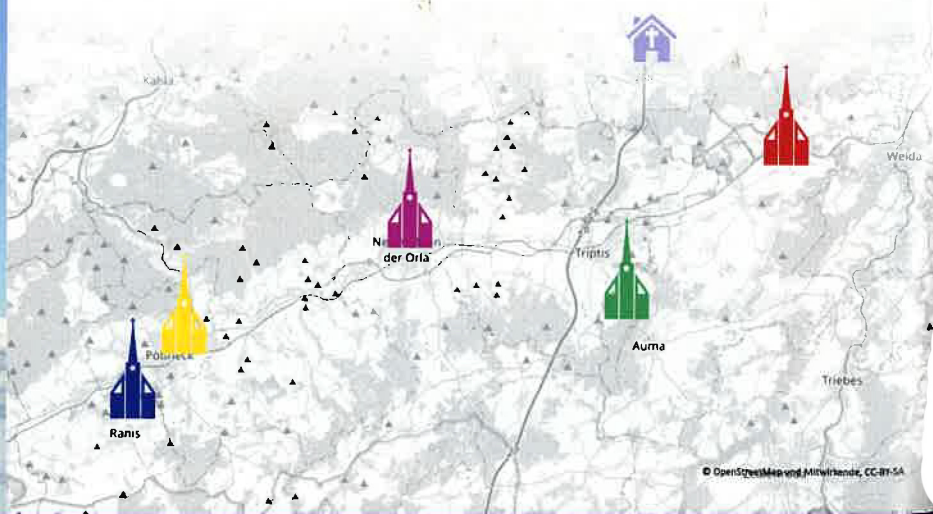 Kahla
Weida
der Orla
Triptis
Auma
Triebes
Ranis
© OpenStreetMap und Mitwirkende, CC-BY-SA